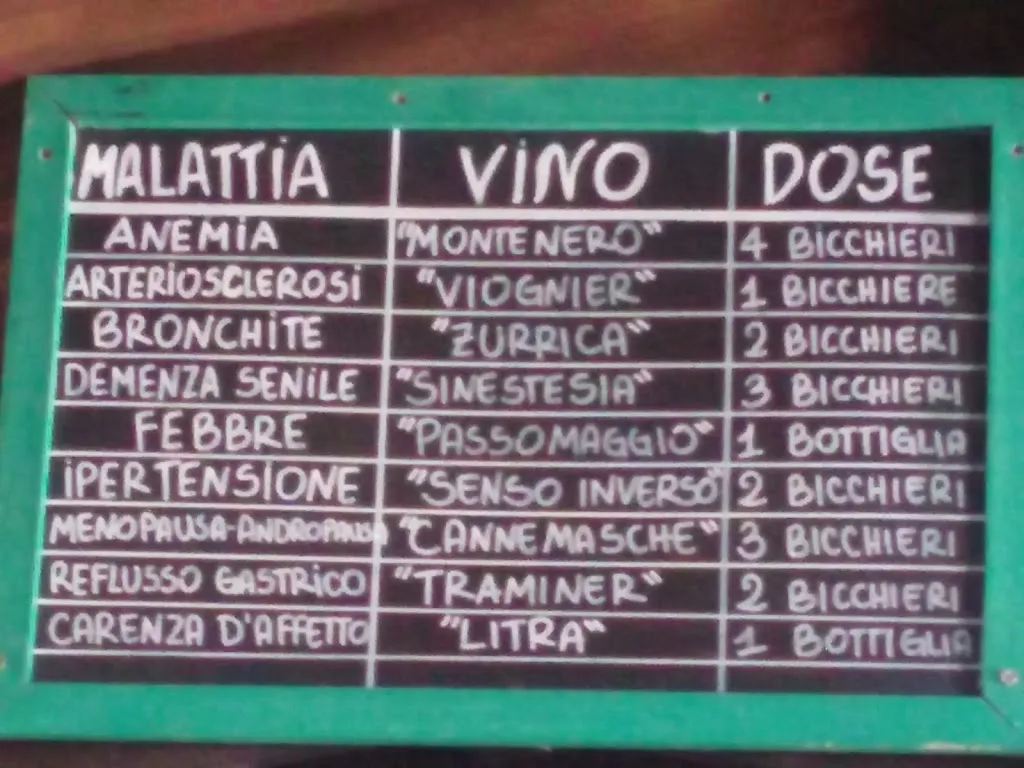 MALATTIA VINO DOSE
ANEMIA "MONTENERO" 4 BICCHIERI
ARTERIOSCLEROSI "VIOGNIER" 1 BICCHIERE
BRONCHITE "ZURRICA" 2 BICCHIERI
DEMENZA SENILE "SINESTESIA" 3 BICCHIERI
FEBBRE "PASSOMAGGIO" 1 BOTTIGLIA
IPERTENSIONE "SENSO INVERSO" 2 BICCHIERI
MENOPAUSA-ANDROPAUSA "CANNEMASCHE" 3 BICCHIERI
REFLUSSO GASTRICO "TRAMINER" 2 BICCHIERI
CARENZA D'AFFETTO "LITRA" 1 BOTTIGLIA